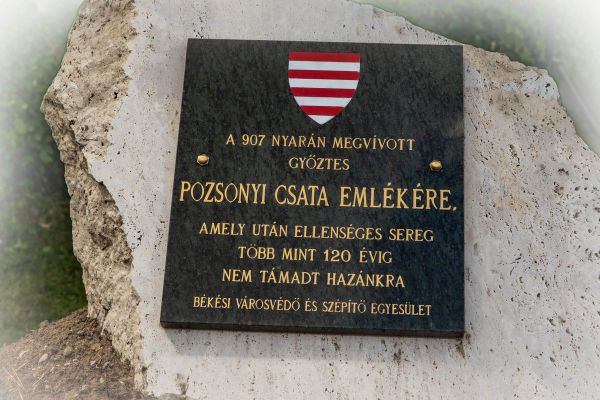 A 907 NYARÁN MEGVÍVOTT
GYŐZTES
POZSONYI CSATA EMLÉKÉRE,
AMELY UTÁN ELLENSÉGES SEREG
TÖBB MINT 120 ÉVIG
NEM TÁMADT HAZÁNKRA
BÉKÉSI VÁROSVÉDŐ ÉS SZÉPÍTŐ EGYESÜLET